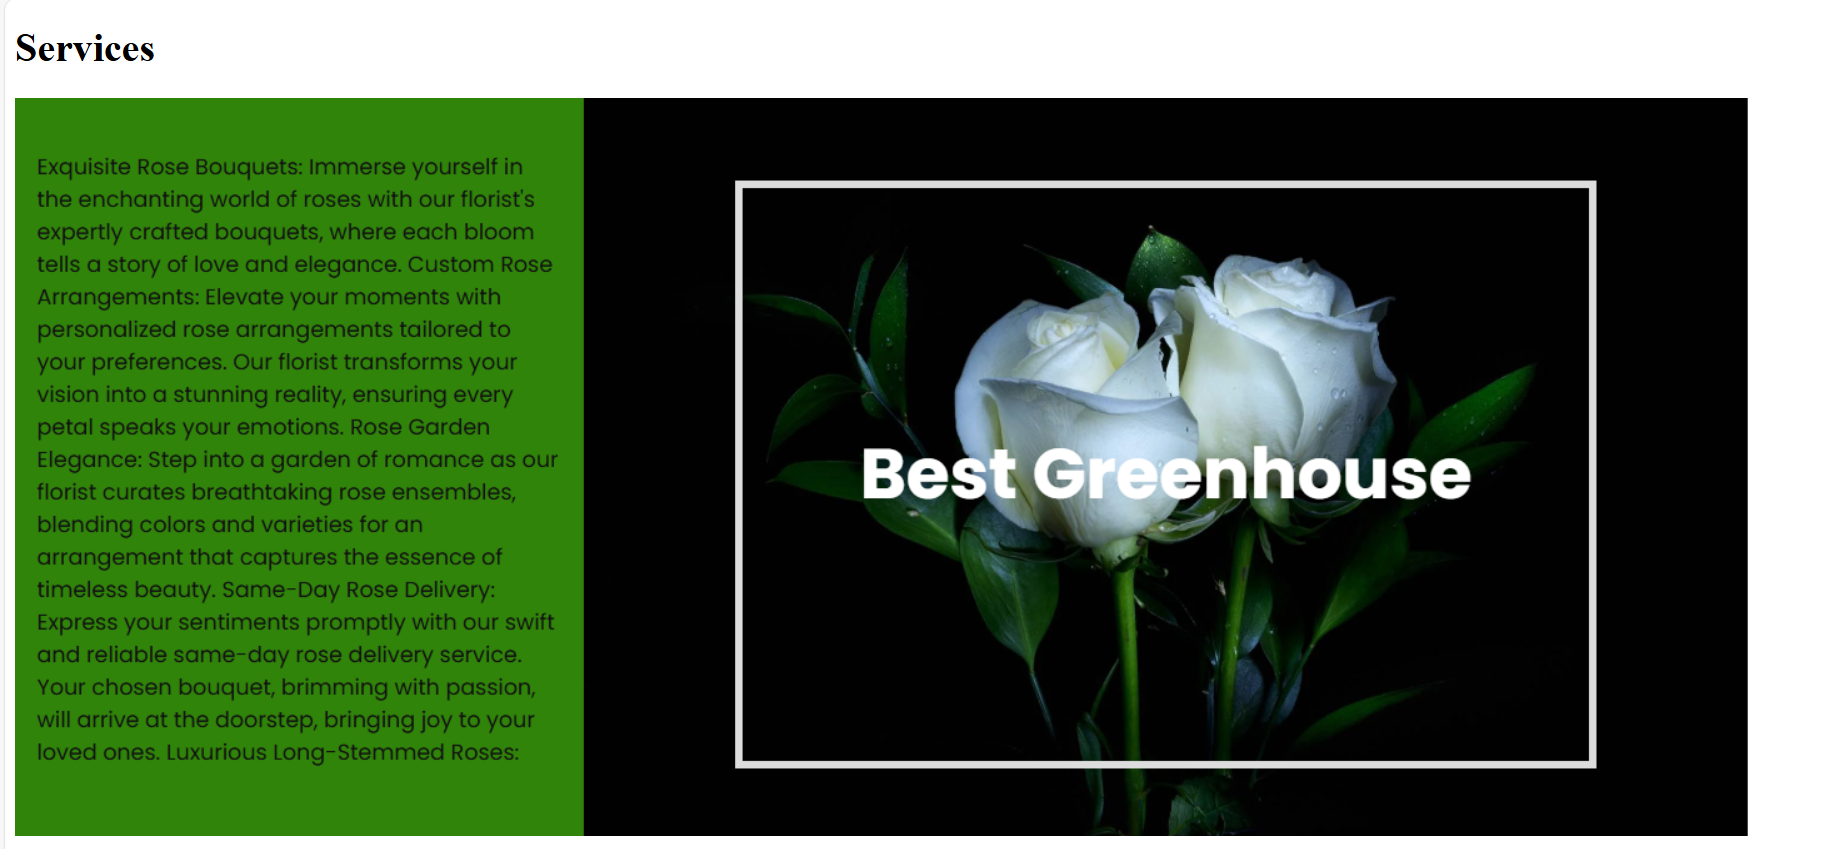 Services
Exquisite Rose Bouquets: Immerse yourself in
the enchanting world of roses with our florist's
expertly crafted bouquets, where each bloom
tells a story of love and elegance. Custom Rose
Arrangements: Elevate your moments with
personalized rose arrangements tailored to
your preferences. Our florist transforms your
vision into a stunning reality, ensuring every
petal speaks your emotions. Rose Garden
Elegance: Step into a garden of romance as our
florist curates breathtaking rose ensembles,
blending colors and varieties for an
arrangement that captures the essence of
timeless beauty. Same-Day Rose Delivery:
Express your sentiments promptly with our swift
and reliable same-day rose delivery service.
Your chosen bouquet, brimming with passion,
will arrive at the doorstep, bringing joy to your
loved ones. Luxurious Long-Stemmed Roses:
Best Greenhouse